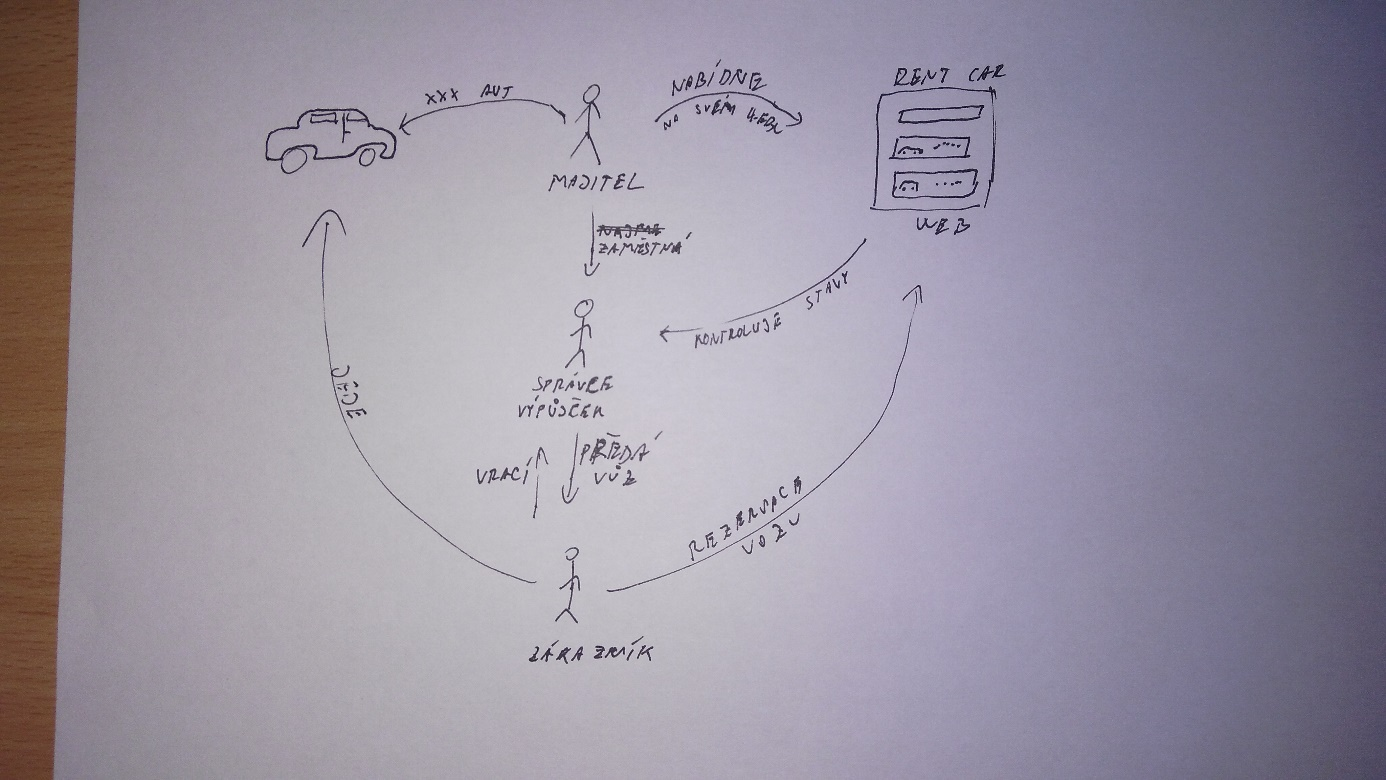 RENT CAR
XXX AUT
NABÍDNE
NA SVÉM WEBU
MAJITEL
WEB
ZAMĚSTNÁ
KONTROLUJE STAVY
SPRÁVCE
VÝPŮJČEK
JEDE
VRACÍ
PŘEDÁ
VŮZ
REZERVACE
VOZU
ZÁKAZNÍK